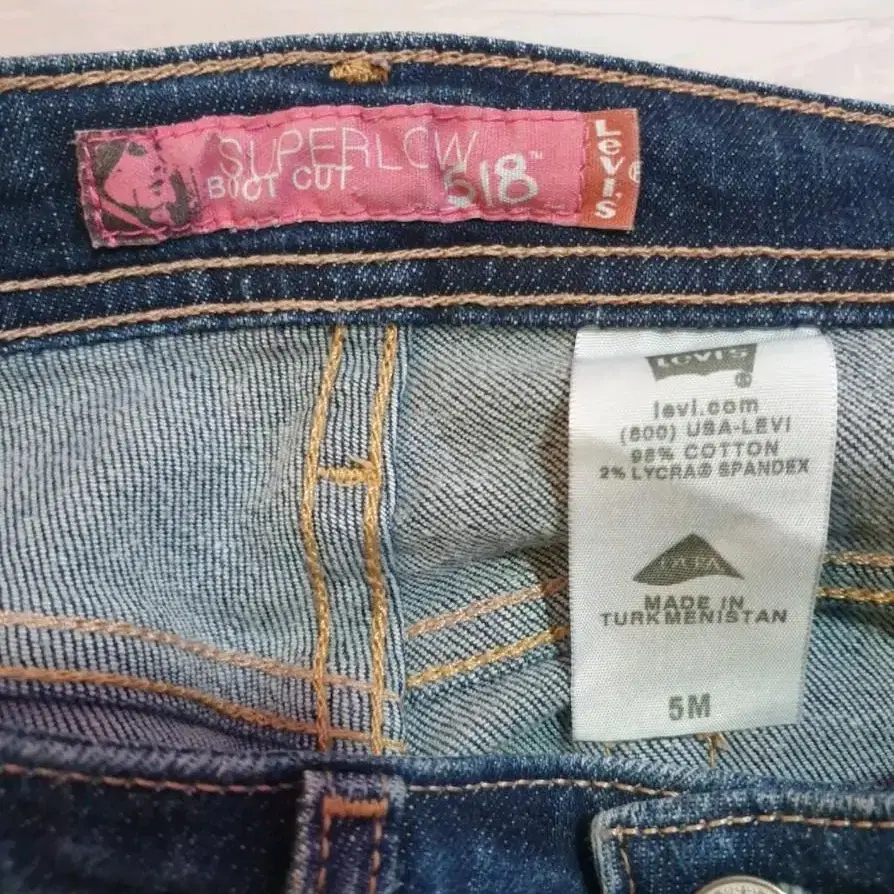 SUPERLOW
BOOT CUT 518™
Levi's®
LEVI'S
®
levi.com
(800) USA-LEVI
98% COTTON
2% LYCRA® SPANDEX
MADE IN
TURKMENISTAN
5M